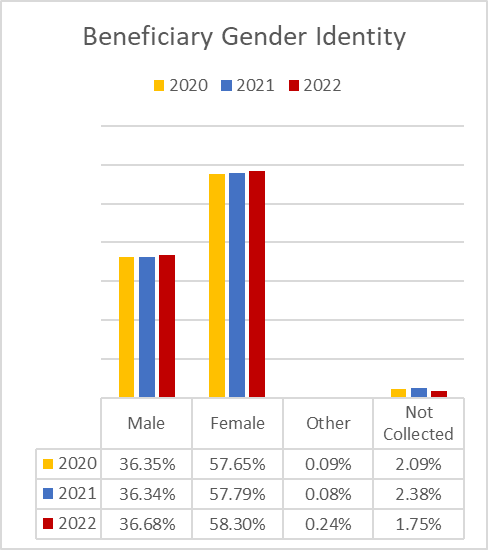 Beneficiary Gender Identity
2020 2021 2022
Male Female Other Not Collected
2020 36.35% 57.65% 0.09% 2.09%
2021 36.34% 57.79% 0.08% 2.38%
2022 36.68% 58.30% 0.24% 1.75%